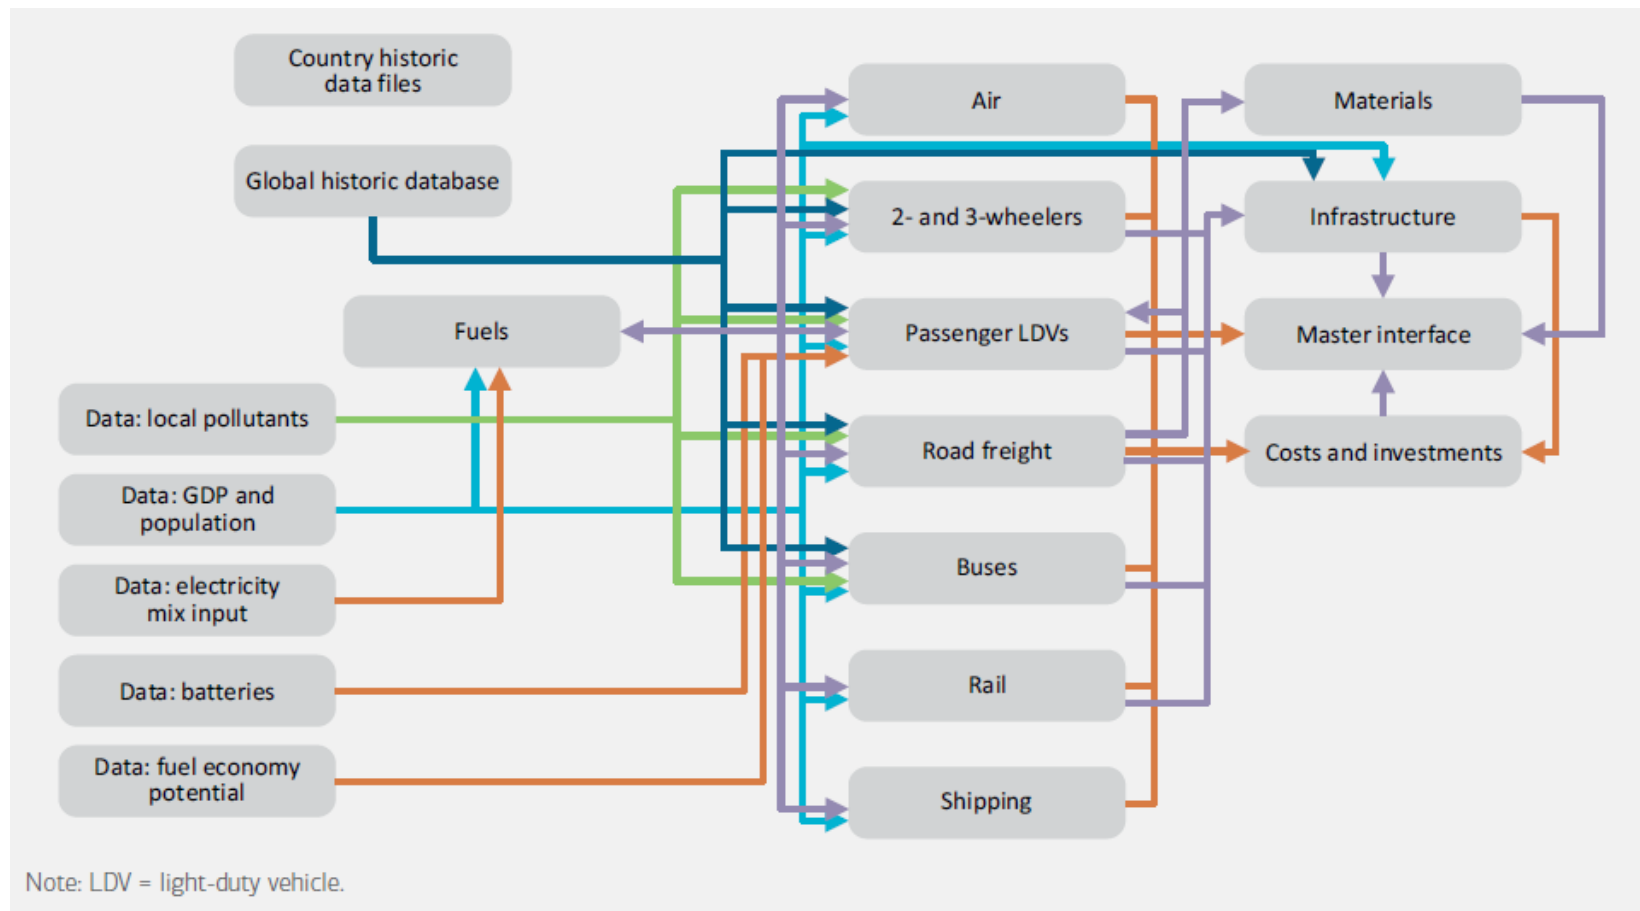 Country historic
data files
Global historic database
Fuels
Data: local pollutants
Data: GDP and
population
Data: electricity
mix input
Data: batteries
Data: fuel economy
potential
Air
2- and 3-wheelers
Passenger LDVs
Road freight
Buses
Rail
Shipping
Materials
Infrastructure
Master interface
Costs and investments
Note: LDV = light-duty vehicle.